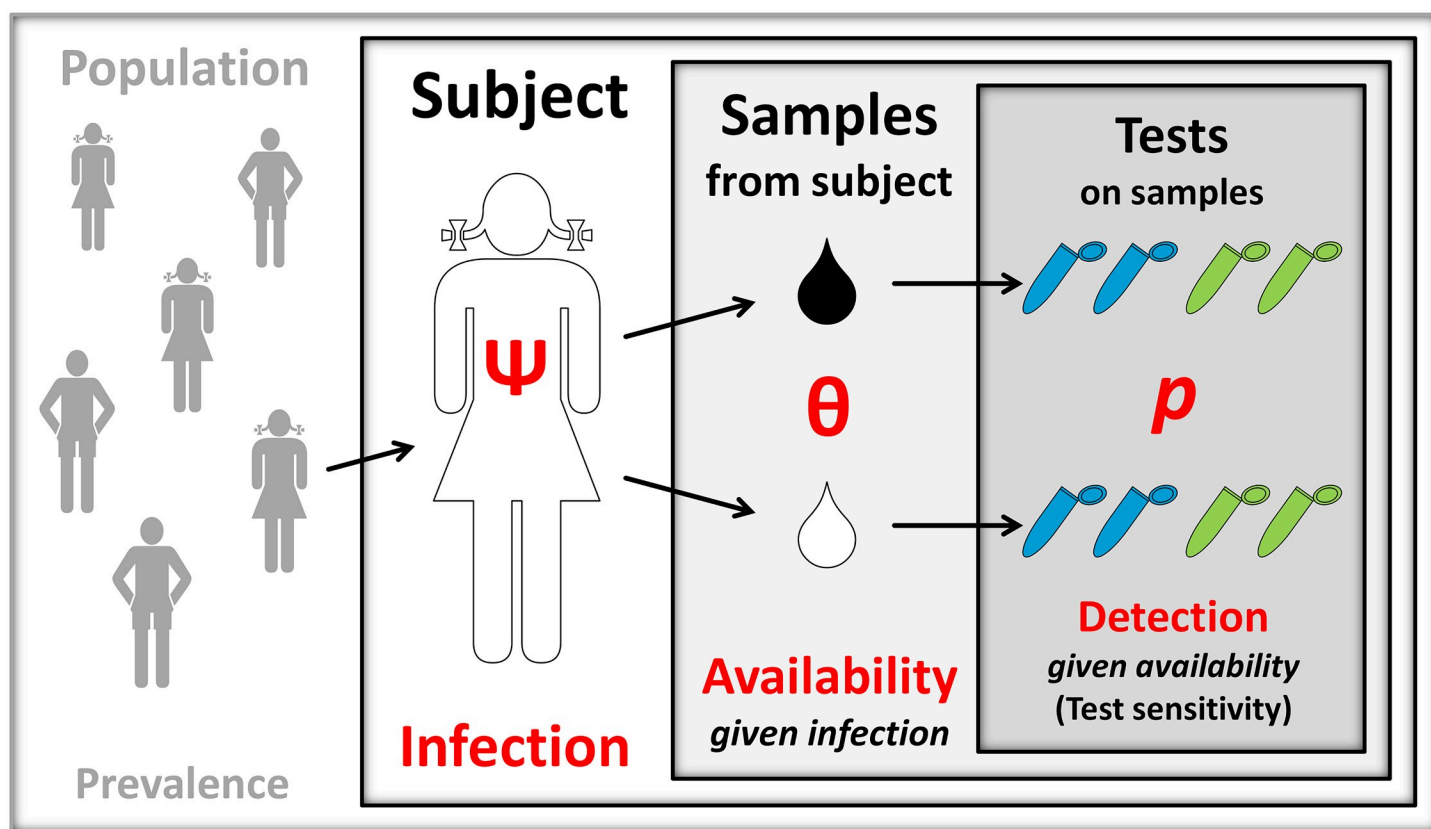 Population
Prevalence
Subject
Ψ
Infection
Samples
from subject
θ
Availability
given infection
Tests
on samples
p
Detection
given availability
(Test sensitivity)